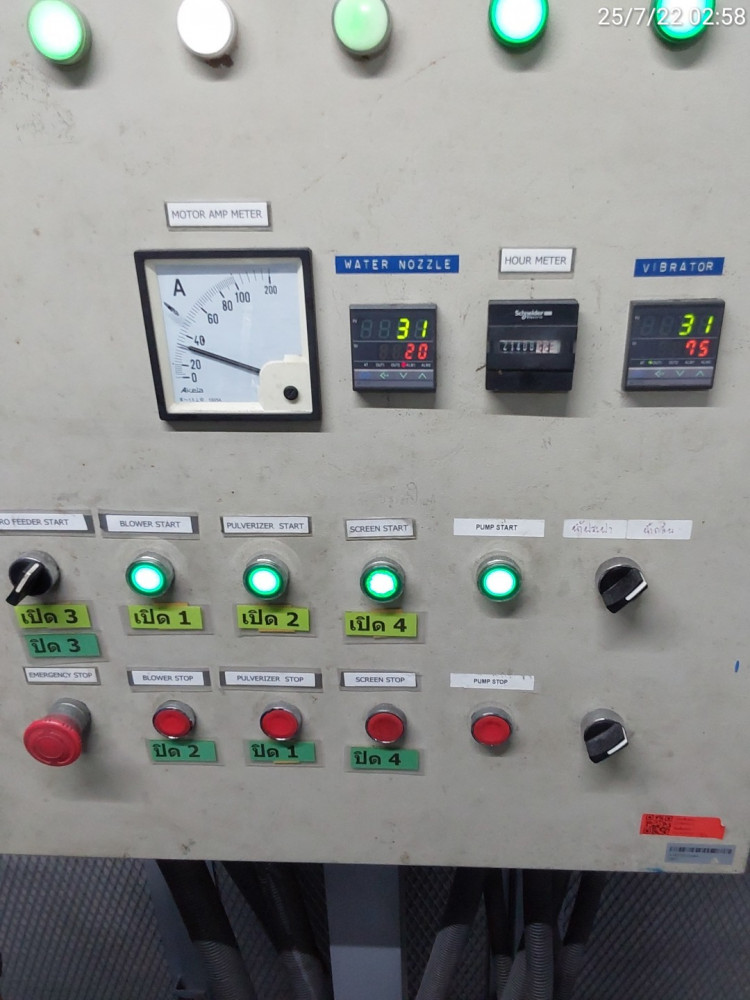 25/7/22 02:58
MOTOR AMP METER
WATER NOZZLE
HOUR METER
VIBRATOR
A
200
100
80
60
40
20
0
31
20
Schneider
31
75
RO FEEDER START
BLOWER START
PULVERIZER START
SCREEN START
PUMP START
เปิด 3
เปิด 1
เปิด 2
เปิด 4
ปิด 3
EMERGENCY STOP
BLOWER STOP
PULVERIZER STOP
SCREEN STOP
PUMP STOP
ปิด 2
ปิด 1
ปิด 4